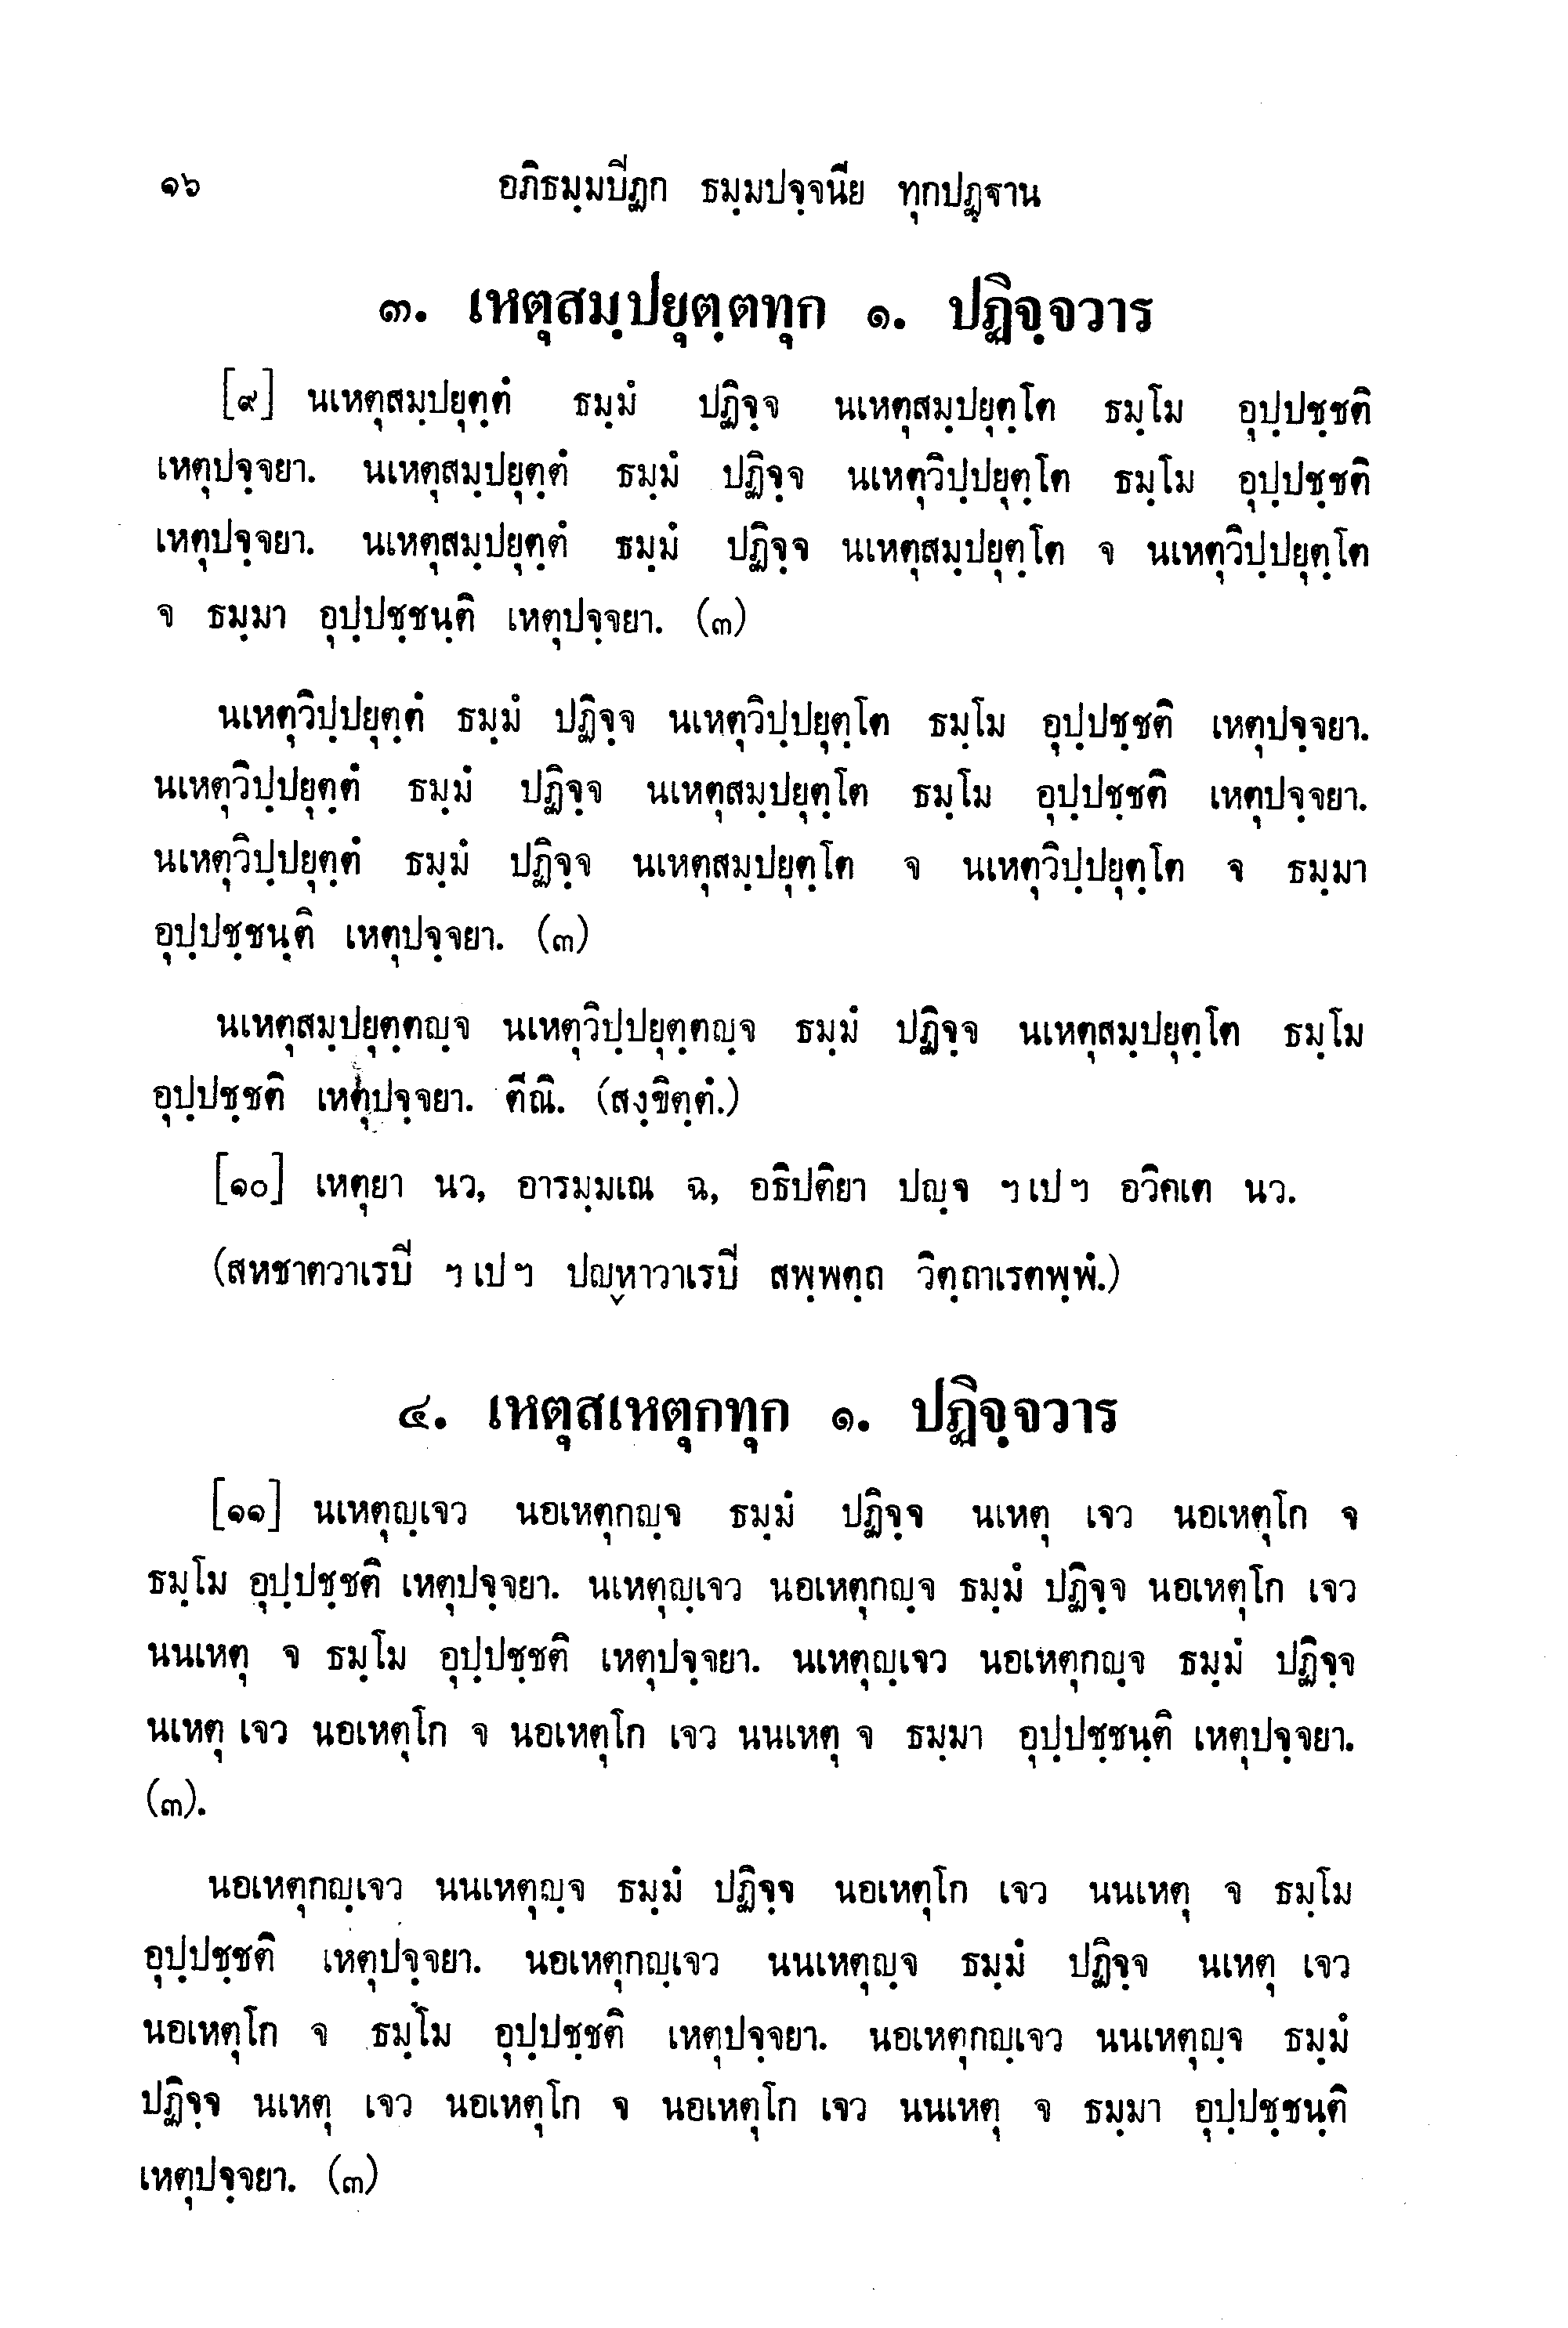 ๑๖ อภิธมฺมปีฏก ธมฺมปจฺจนีย ทุกปฏฺฐาน
๓. เหตุสมฺปยุตฺตทุก ๑. ปฏิจฺจวาร
[๙] นเหตุสมฺปยุตฺตํ ธมฺมํ ปฏิจฺจ นเหตุสมฺปยุตฺโต ธมฺโม อุปฺปชฺชติ
เหตุปจฺจยา. นเหตุสมฺปยุตฺตํ ธมฺมํ ปฏิจฺจ นเหตุวิปฺปยุตฺโต ธมฺโม อุปฺปชฺชติ
เหตุปจฺจยา. นเหตุสมฺปยุตฺตํ ธมฺมํ ปฏิจฺจ นเหตุสมฺปยุตฺโต จ นเหตุวิปฺปยุตฺโต
จ ธมฺมา อุปฺปชฺชนฺติ เหตุปจฺจยา. (๓)
นเหตุวิปฺปยุตฺตํ ธมฺมํ ปฏิจฺจ นเหตุวิปฺปยุตฺโต ธมฺโม อุปฺปชฺชติ เหตุปจฺจยา.
นเหตุวิปฺปยุตฺตํ ธมฺมํ ปฏิจฺจ นเหตุสมฺปยุตฺโต ธมฺโม อุปฺปชฺชติ เหตุปจฺจยา.
นเหตุวิปฺปยุตฺตํ ธมฺมํ ปฏิจฺจ นเหตุสมฺปยุตฺโต จ นเหตุวิปฺปยุตฺโต จ ธมฺมา
อุปฺปชฺชนฺติ เหตุปจฺจยา. (๓)
นเหตุสมฺปยุตฺตญฺจ นเหตุวิปฺปยุตฺตญฺจ ธมฺมํ ปฏิจฺจ นเหตุสมฺปยุตฺโต ธมฺโม
อุปฺปชฺชติ เหตุปจฺจยา. ตีณิ. (สงฺขิตฺตํ.)
[๑๐] เหตุยา นว, อารมฺมเณ ฉ, อธิปติยา ปญฺจ ฯ เป ฯ อวิคเต นว.
(สหชาตวาเรปี ฯ เป ฯ ปญฺหาวาเรปี สพฺพตฺถ วิตฺถาเรตพฺพํ.)
๔. เหตุสเหตุกทุก ๑. ปฏิจฺจวาร
[๑๑] นเหตุญฺเจว นอเหตุกญฺจ ธมฺมํ ปฏิจฺจ นเหตุ เจว นอเหตุโก จ
ธมฺโม อุปฺปชฺชติ เหตุปจฺจยา. นเหตุญฺเจว นอเหตุกญฺจ ธมฺมํ ปฏิจฺจ นอเหตุโก เจว
นนเหตุ จ ธมฺโม อุปฺปชฺชติ เหตุปจฺจยา. นเหตุญฺเจว นอเหตุกญฺจ ธมฺมํ ปฏิจฺจ
นเหตุ เจว นอเหตุโก จ นอเหตุโก เจว นนเหตุ จ ธมฺมา อุปฺปชฺชนฺติ เหตุปจฺจยา.
(๓).
นอเหตุกญฺเจว นนเหตุญฺจ ธมฺมํ ปฏิจฺจ นอเหตุโก เจว นนเหตุ จ ธมฺโม
อุปฺปชฺชติ เหตุปจฺจยา. นอเหตุกญฺเจว นนเหตุญฺจ ธมฺมํ ปฏิจฺจ นเหตุ เจว
นอเหตุโก จ ธมฺโม อุปฺปชฺชติ เหตุปจฺจยา. นอเหตุกญฺเจว นนเหตุญฺจ ธมฺมํ
ปฏิจฺจ นเหตุ เจว นอเหตุโก จ นอเหตุโก เจว นนเหตุ จ ธมฺมา อุปฺปชฺชนฺติ
เหตุปจฺจยา. (๓)